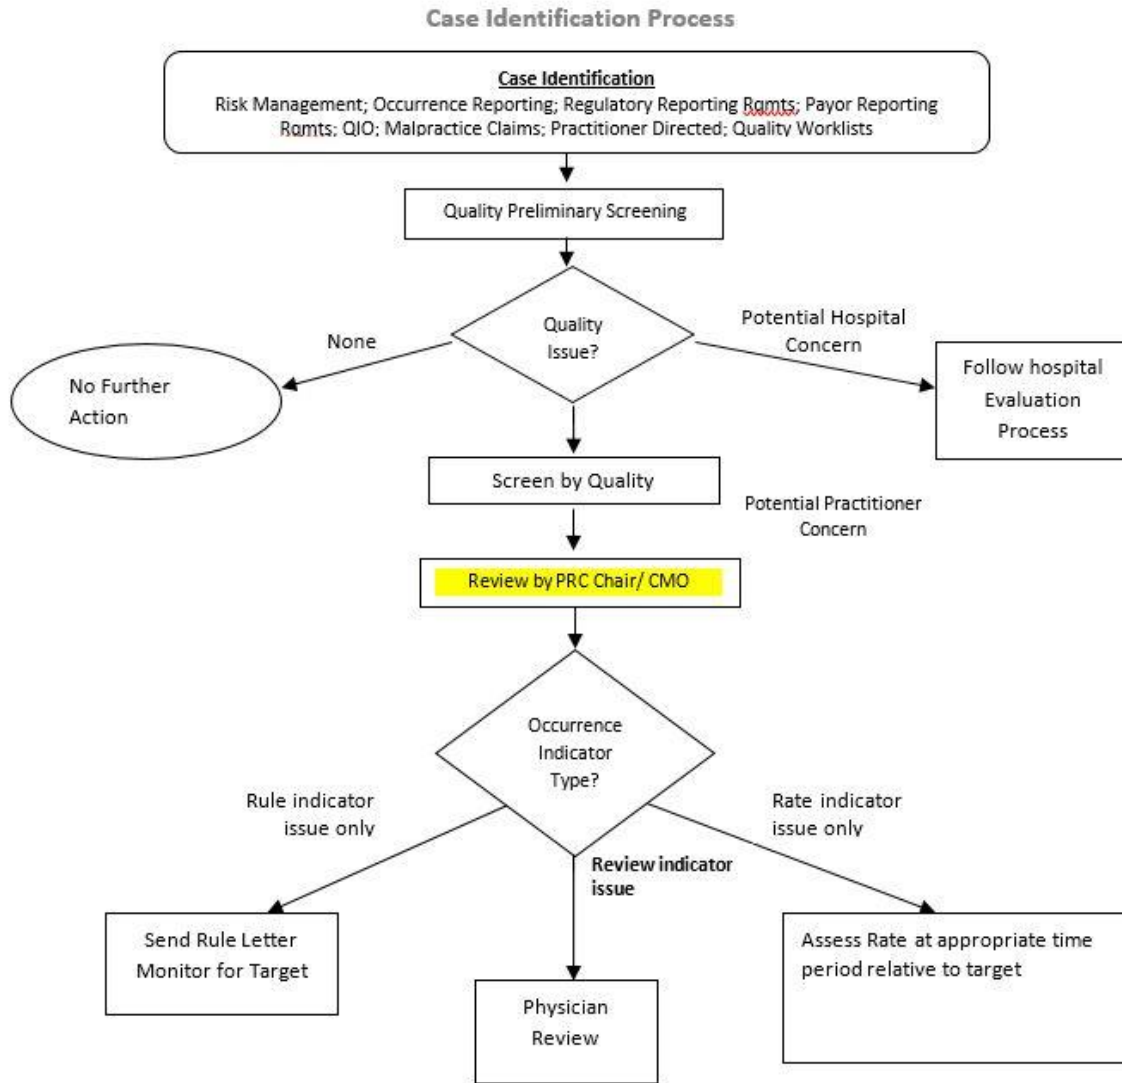 Case Identification Process
Case Identification
Risk Management; Occurrence Reporting; Regulatory Reporting Rqmts; Payor Reporting
Rqmts; QIO; Malpractice Claims; Practitioner Directed; Quality Worklists
Quality Preliminary Screening
Quality
Issue?
None
Potential Hospital
Concern
No Further
Action
Follow hospital
Evaluation
Process
Screen by Quality
Potential Practitioner
Concern
Review by PRC Chair/ CMO
Occurrence
Indicator
Type?
Rule indicator
issue only
Rate indicator
issue only
Review indicator
issue
Send Rule Letter
Monitor for Target
Physician
Review
Assess Rate at appropriate time
period relative to target